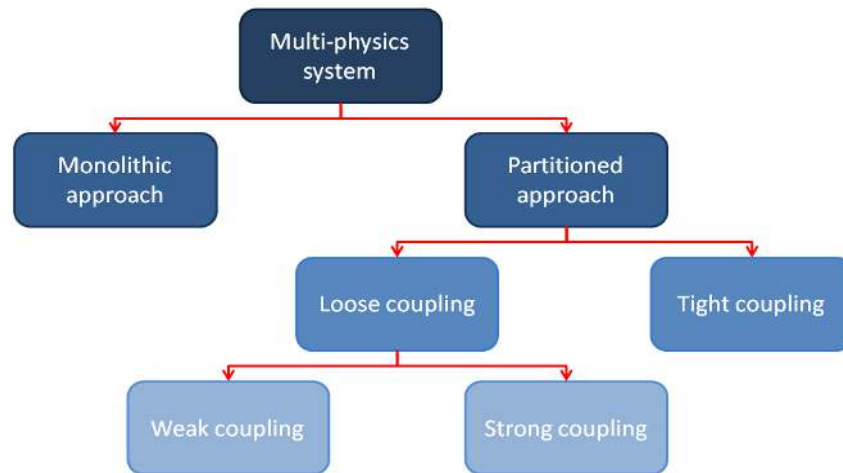 Multi-physics
system
Monolithic
approach
Partitioned
approach
Loose coupling
Tight coupling
Weak coupling
Strong coupling